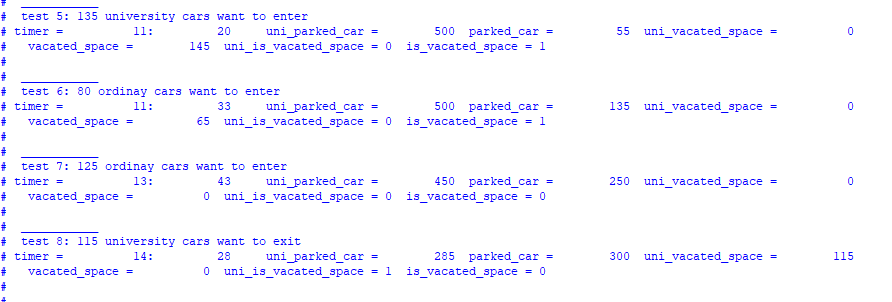 # ___________
# test 5: 135 university cars want to enter
# timer = 11: 20 uni_parked_car = 500 parked_car = 55 uni_vacated_space = 0
# vacated_space = 145 uni_is_vacated_space = 0 is_vacated_space = 1
#
# ___________
# test 6: 80 ordinay cars want to enter
# timer = 11: 33 uni_parked_car = 500 parked_car = 135 uni_vacated_space = 0
# vacated_space = 65 uni_is_vacated_space = 0 is_vacated_space = 1
#
# ___________
# test 7: 125 ordinay cars want to enter
# timer = 13: 43 uni_parked_car = 450 parked_car = 250 uni_vacated_space = 0
# vacated_space = 0 uni_is_vacated_space = 0 is_vacated_space = 0
#
# ___________
# test 8: 115 university cars want to exit
# timer = 14: 28 uni_parked_car = 285 parked_car = 300 uni_vacated_space = 115
# vacated_space = 0 uni_is_vacated_space = 1 is_vacated_space = 0
#